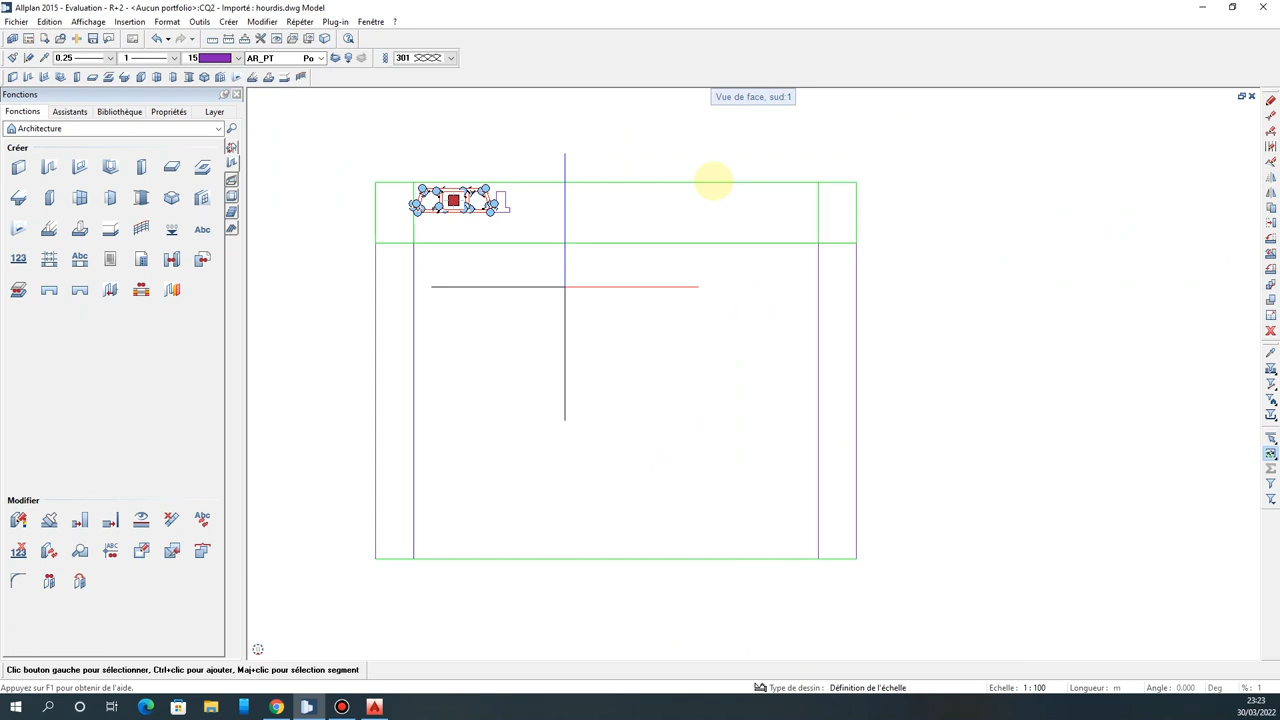 Allplan 2015 - Evaluation - R+2 - <Aucun portfolio>:CQ2 - Importé : hourdis.dwg Model
Fichier Edition Affichage Insertion Format Outils Créer Modifier Répéter Plug-in Fenêtre ?
0.25 1 15 AR_PT Po 301
Fonctions
Vue de face, sud:1
Fonctions Assistants Bibliothèque Propriétés Layer
Architecture
Créer
Abc
123 Abc
Modifier
Abc
123 ABC
Clic bouton gauche pour sélectionner, Ctrl+clic pour ajouter, Maj+clic pour sélection segment
Appuyez sur F1 pour obtenir de l'aide. Type de dessin : Définition de l'échelle Echelle : 1 : 100 Longueur : m Angle : 0.000 Deg % : 1
23:23
30/03/2022